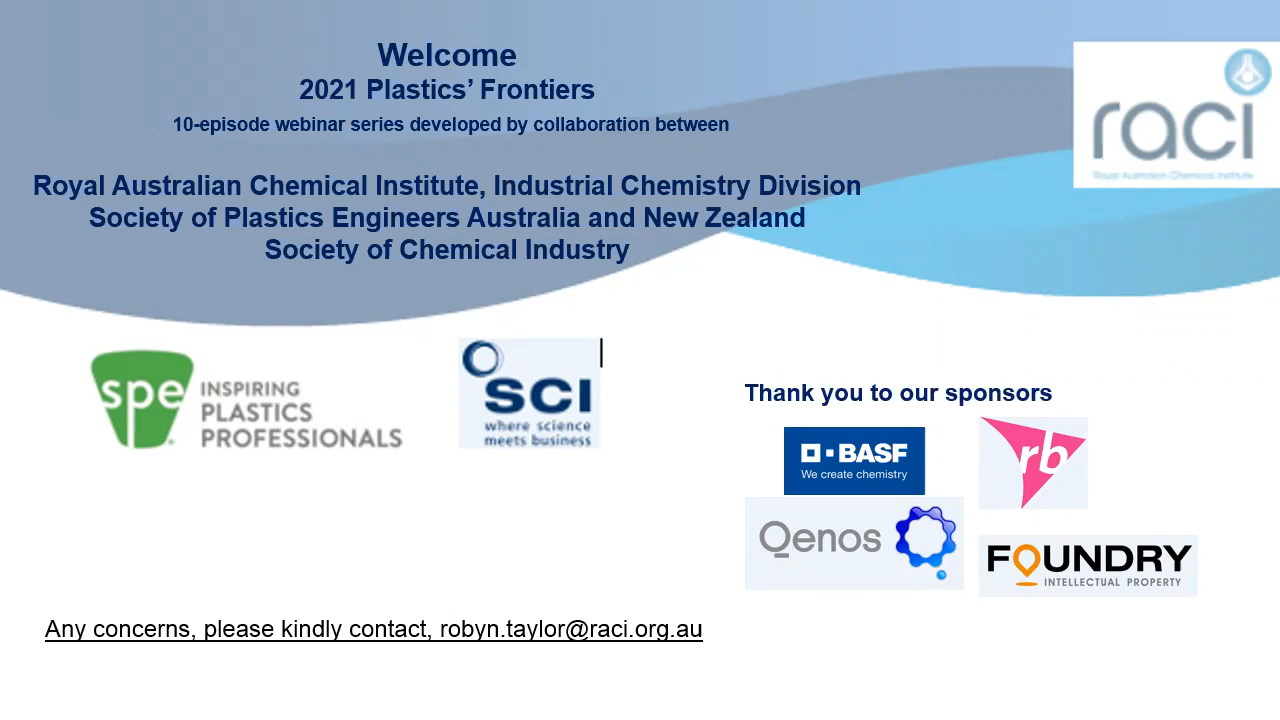 Welcome
2021 Plastics’ Frontiers
10-episode webinar series developed by collaboration between
Royal Australian Chemical Institute, Industrial Chemistry Division
Society of Plastics Engineers Australia and New Zealand
Society of Chemical Industry
raci
Royal Australian Chemical Institute
spe
INSPIRING
PLASTICS
PROFESSIONALS
SCI
where science
meets business
Thank you to our sponsors
BASF
We create chemistry
rb
Qenos
FOUNDRY
INTELLECTUAL PROPERTY
Any concerns, please kindly contact, robyn.taylor@raci.org.au